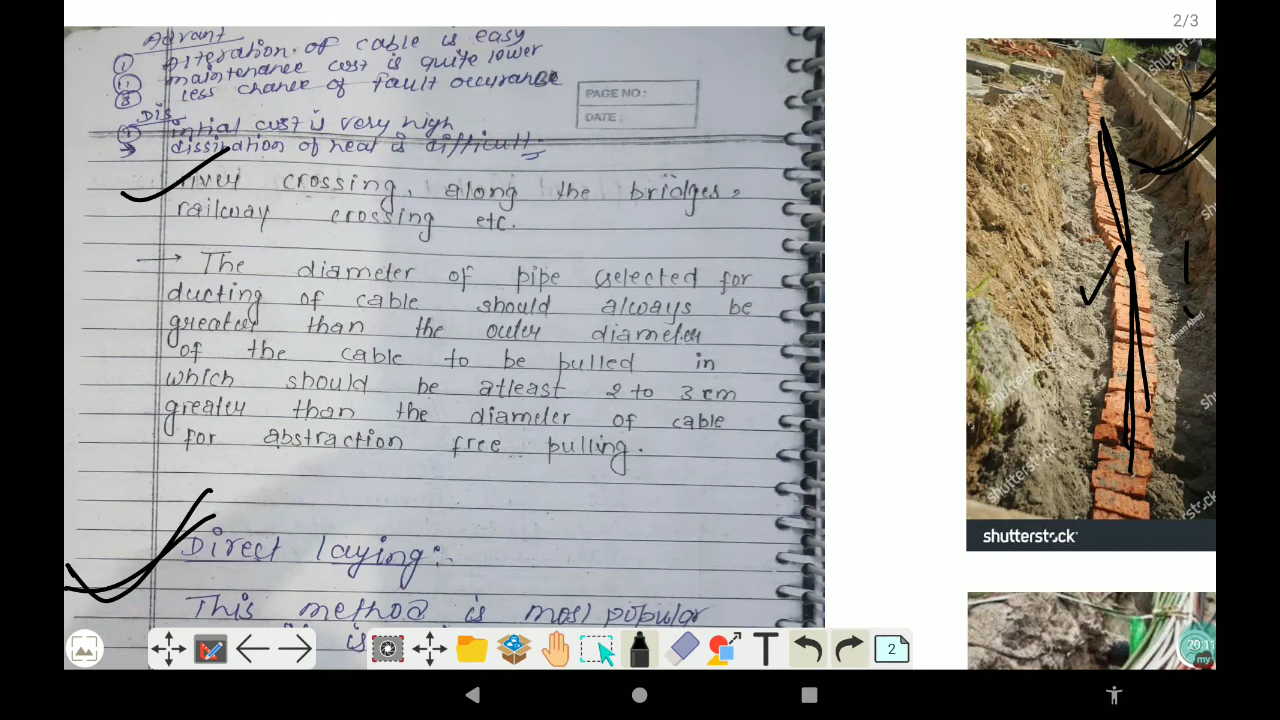 Advant
① Alteration of cable is easy
② maintenance cost is quite lower
③ less chance of fault occurance
Dis
① initial cost is very high
→ dissipation of heat is difficult
PAGE NO :
DATE :
river crossing, along the bridges,
railway crossing etc.
→ The diameter of pipe selected for
ducting of cable should always be
greater than the outer diameter
of the cable to be pulled in
which should be atleast 2 to 3 cm
greater than the diameter of cable
for abstraction free pulling.
Direct laying :-
This method is most popular
is
2/3
shutterstock
shutterstock
T
2
20:11
my